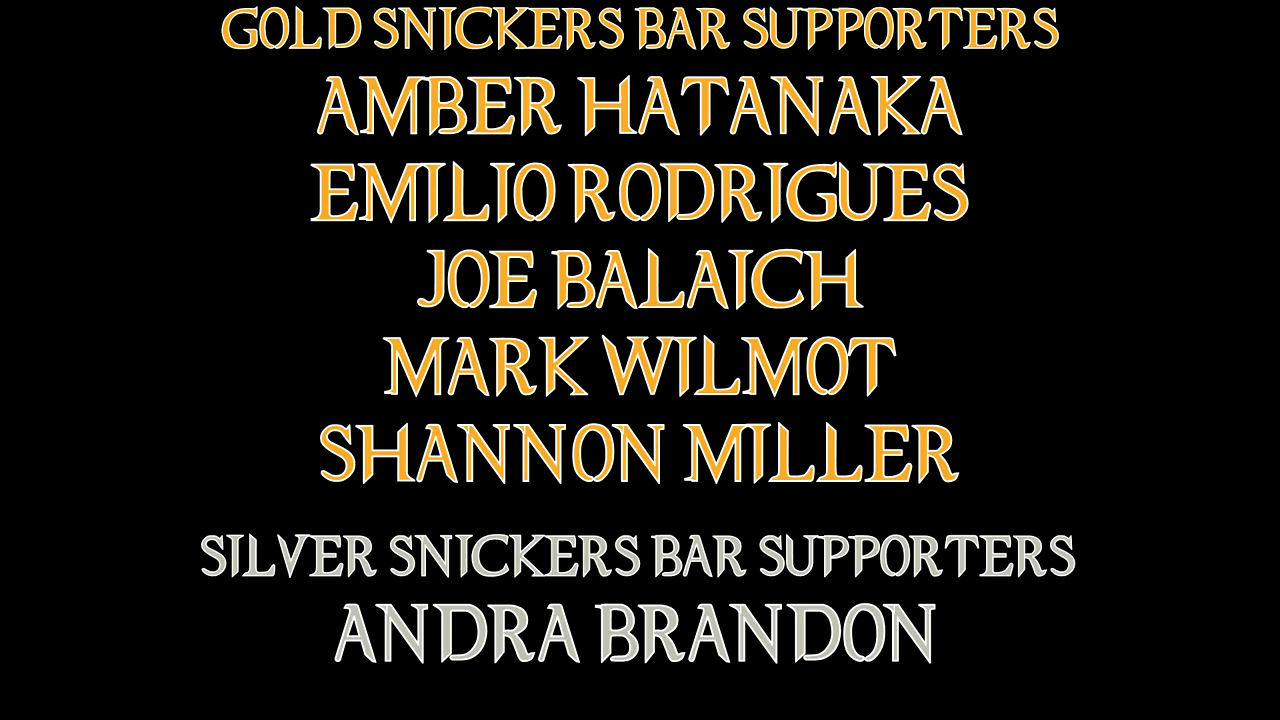 GOLD SNICKERS BAR SUPPORTERS
AMBER HATANAKA
EMILIO RODRIGUES
JOE BALAICH
MARK WILMOT
SHANNON MILLER
SILVER SNICKERS BAR SUPPORTERS
ANDRA BRANDON